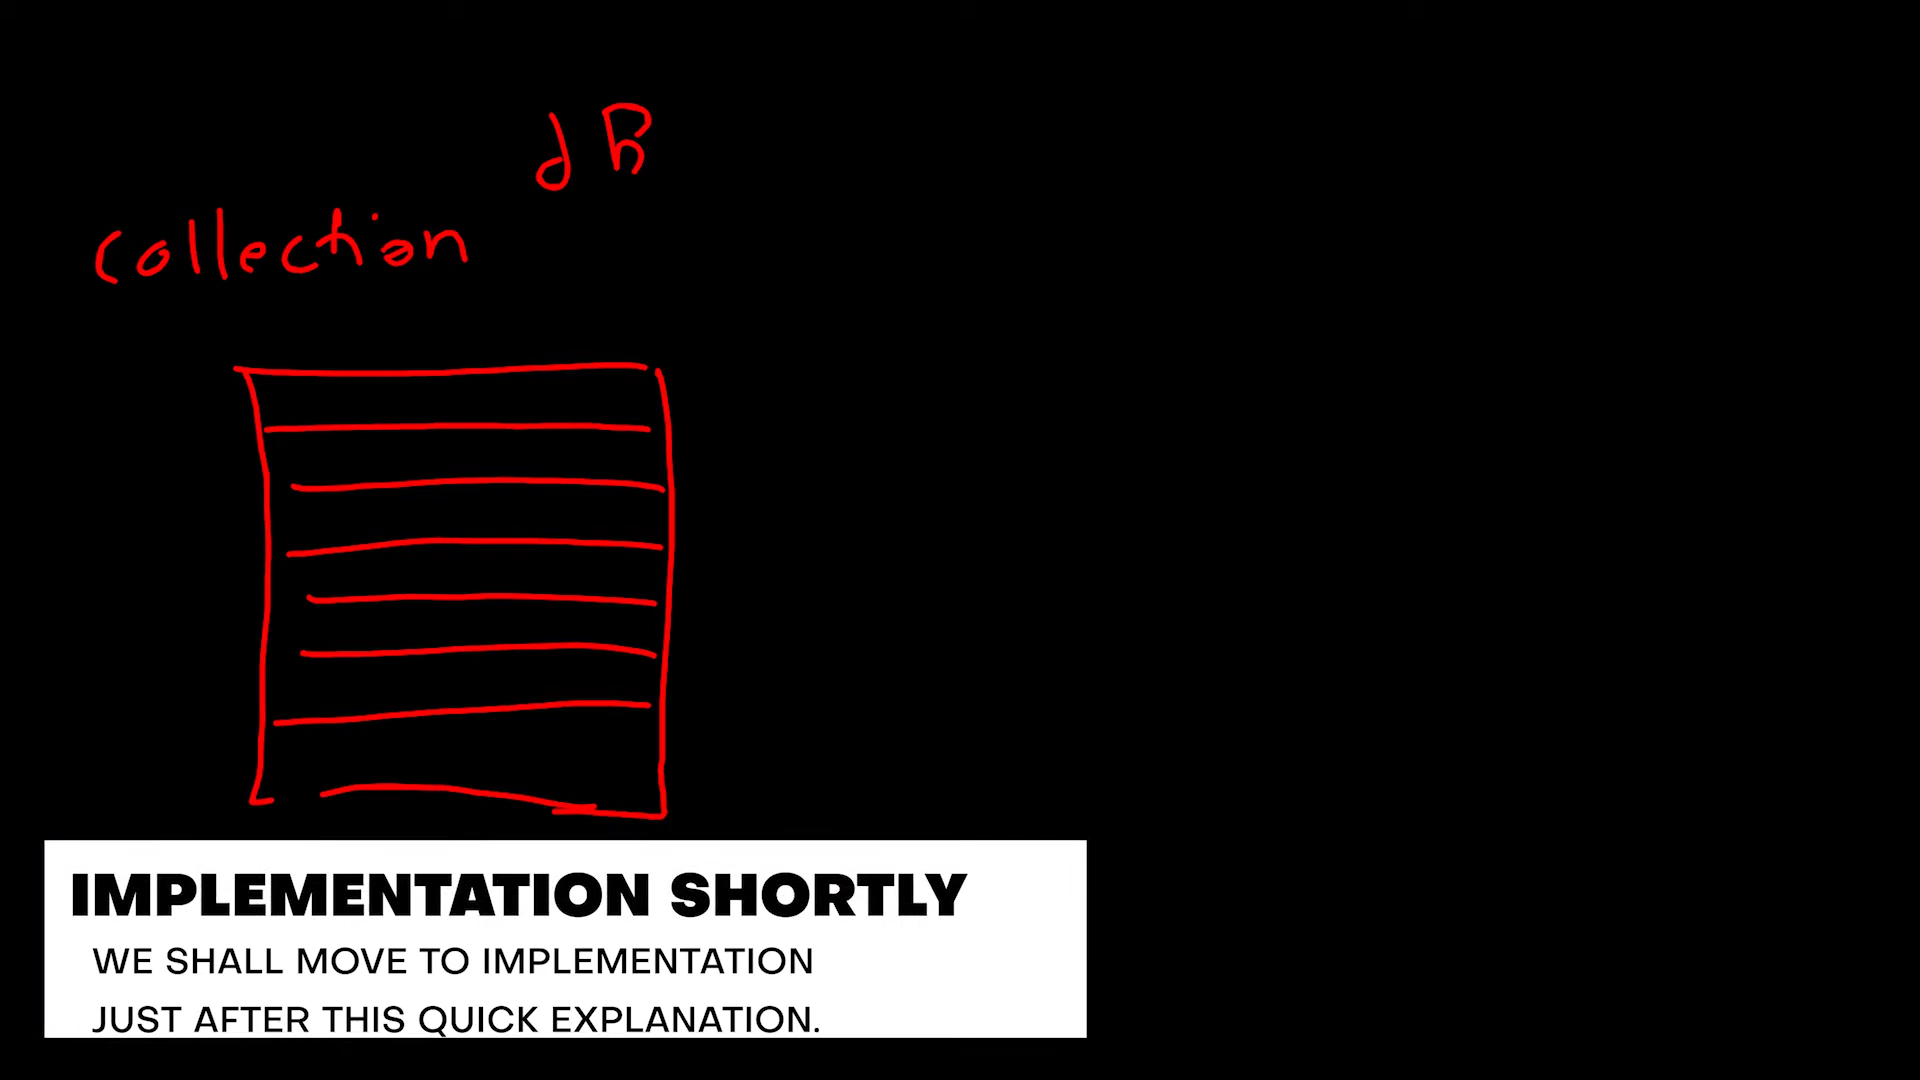 dB
collection
IMPLEMENTATION SHORTLY
WE SHALL MOVE TO IMPLEMENTATION
JUST AFTER THIS QUICK EXPLANATION.